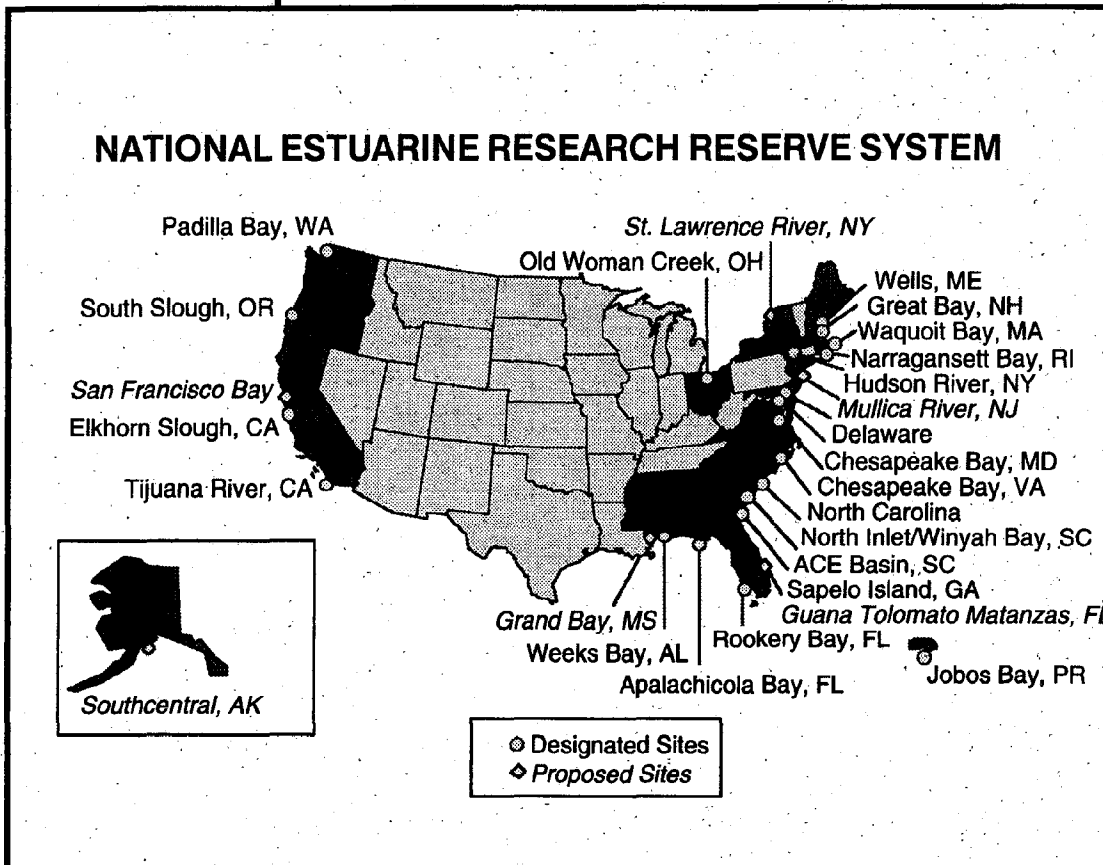 NATIONAL ESTUARINE RESEARCH RESERVE SYSTEM
Padilla Bay, WA
South Slough, OR
San Francisco Bay
Elkhorn Slough, CA
Tijuana River, CA
Southcentral, AK
St. Lawrence River, NY
Old Woman Creek, OH
Wells, ME
Great Bay, NH
Waquoit Bay, MA
Narragansett Bay, RI
Hudson River, NY
Mullica River, NJ
Delaware
Chesapeake Bay, MD
Chesapeake Bay, VA
North Carolina
North Inlet/Winyah Bay, SC
ACE Basin, SC
Sapelo Island, GA
Guana Tolomato Matanzas, FL
Grand Bay, MS
Weeks Bay, AL
Apalachicola Bay, FL
Rookery Bay, FL
Jobos Bay, PR
Designated Sites
Proposed Sites